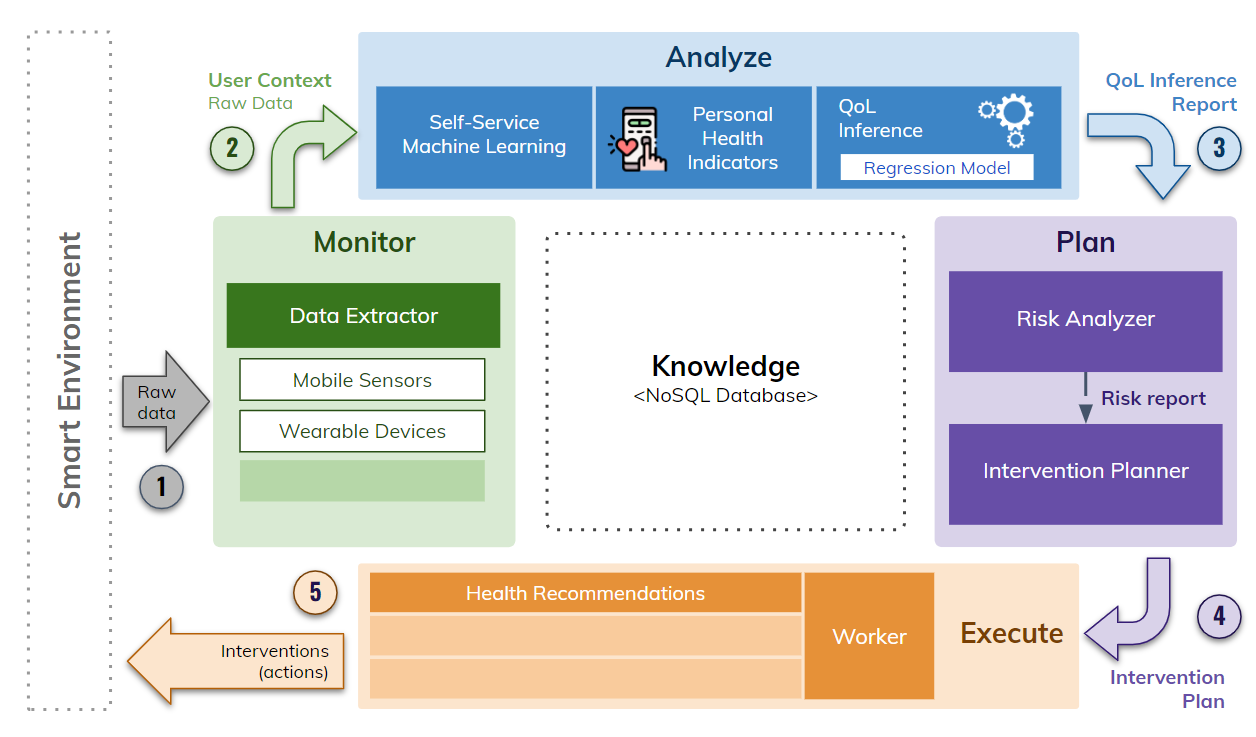 Smart Environment
Raw
data
1
User Context
Raw Data
2
Analyze
Self-Service
Machine Learning
Personal
Health
Indicators
QoL
Inference
Regression Model
QoL Inference
Report
3
Monitor
Data Extractor
Mobile Sensors
Wearable Devices
Knowledge
<NoSQL Database>
Plan
Risk Analyzer
Risk report
Intervention Planner
4
Intervention
Plan
Execute
Worker
Health Recommendations
5
Interventions
(actions)